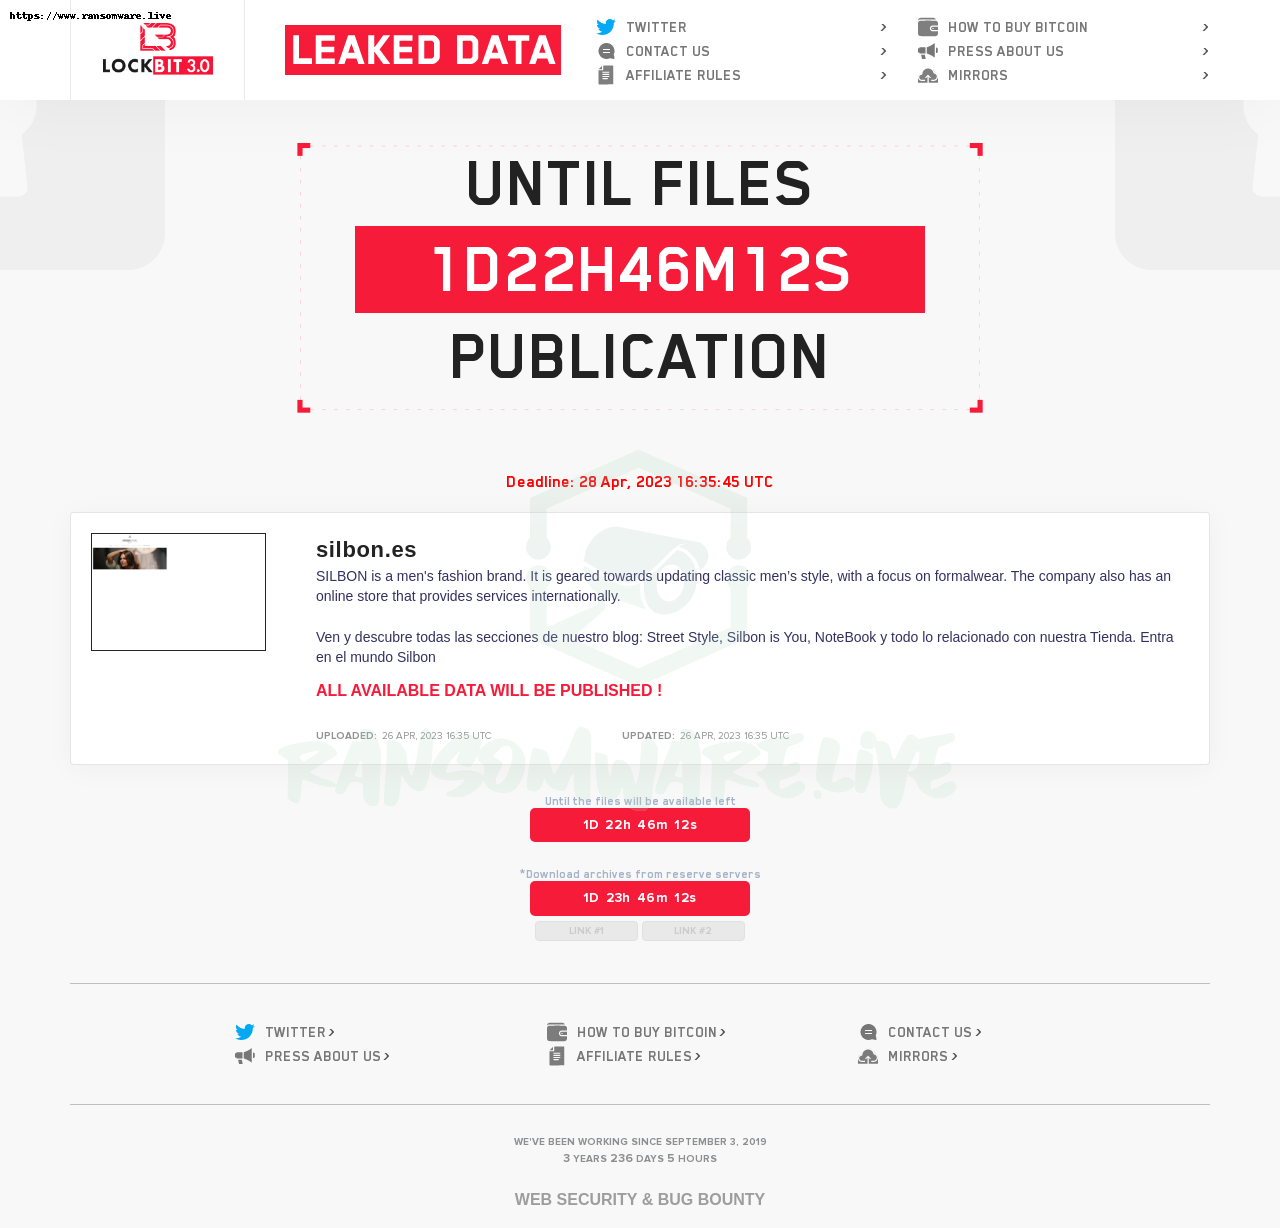 https://www.ransomware.live
LOCKBIT 3.0
LEAKED DATA
TWITTER
CONTACT US
AFFILIATE RULES
HOW TO BUY BITCOIN
PRESS ABOUT US
MIRRORS
UNTIL FILES
1D22H46M12S
PUBLICATION
Deadline: 28 Apr, 2023 16:35:45 UTC
silbon.es
SILBON is a men's fashion brand. It is geared towards updating classic men’s style, with a focus on formalwear. The company also has an
online store that provides services internationally.
Ven y descubre todas las secciones de nuestro blog: Street Style, Silbon is You, NoteBook y todo lo relacionado con nuestra Tienda. Entra
en el mundo Silbon
ALL AVAILABLE DATA WILL BE PUBLISHED !
UPLOADED: 26 APR, 2023 16:35 UTC
UPDATED: 26 APR, 2023 16:35 UTC
RANSOMWARE.LIVE
Until the files will be available left
1D 22h 46m 12s
*Download archives from reserve servers
1D 23h 46m 12s
LINK #1 LINK #2
TWITTER
PRESS ABOUT US
HOW TO BUY BITCOIN
AFFILIATE RULES
CONTACT US
MIRRORS
WE'VE BEEN WORKING SINCE SEPTEMBER 3, 2019
3 YEARS 236 DAYS 5 HOURS
WEB SECURITY & BUG BOUNTY